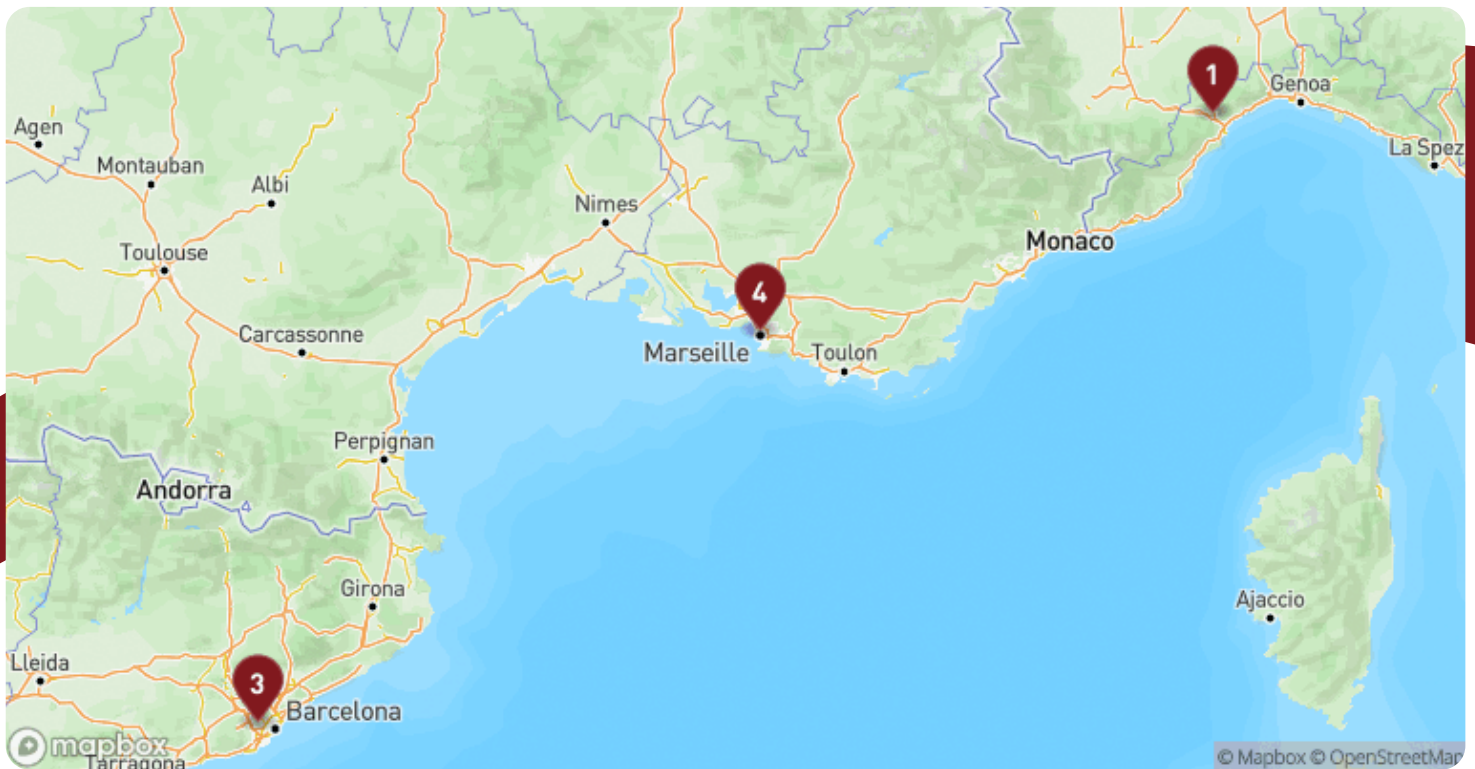 1
Genoa
Agen
La Spez
Montauban
Albi
Nimes
Toulouse
Monaco
4
Carcassonne
Marseille
Toulon
Perpignan
Andorra
Girona
Ajaccio
Lleida
3
Barcelona
mapbox
Tarragona
© Mapbox © OpenStreetMap